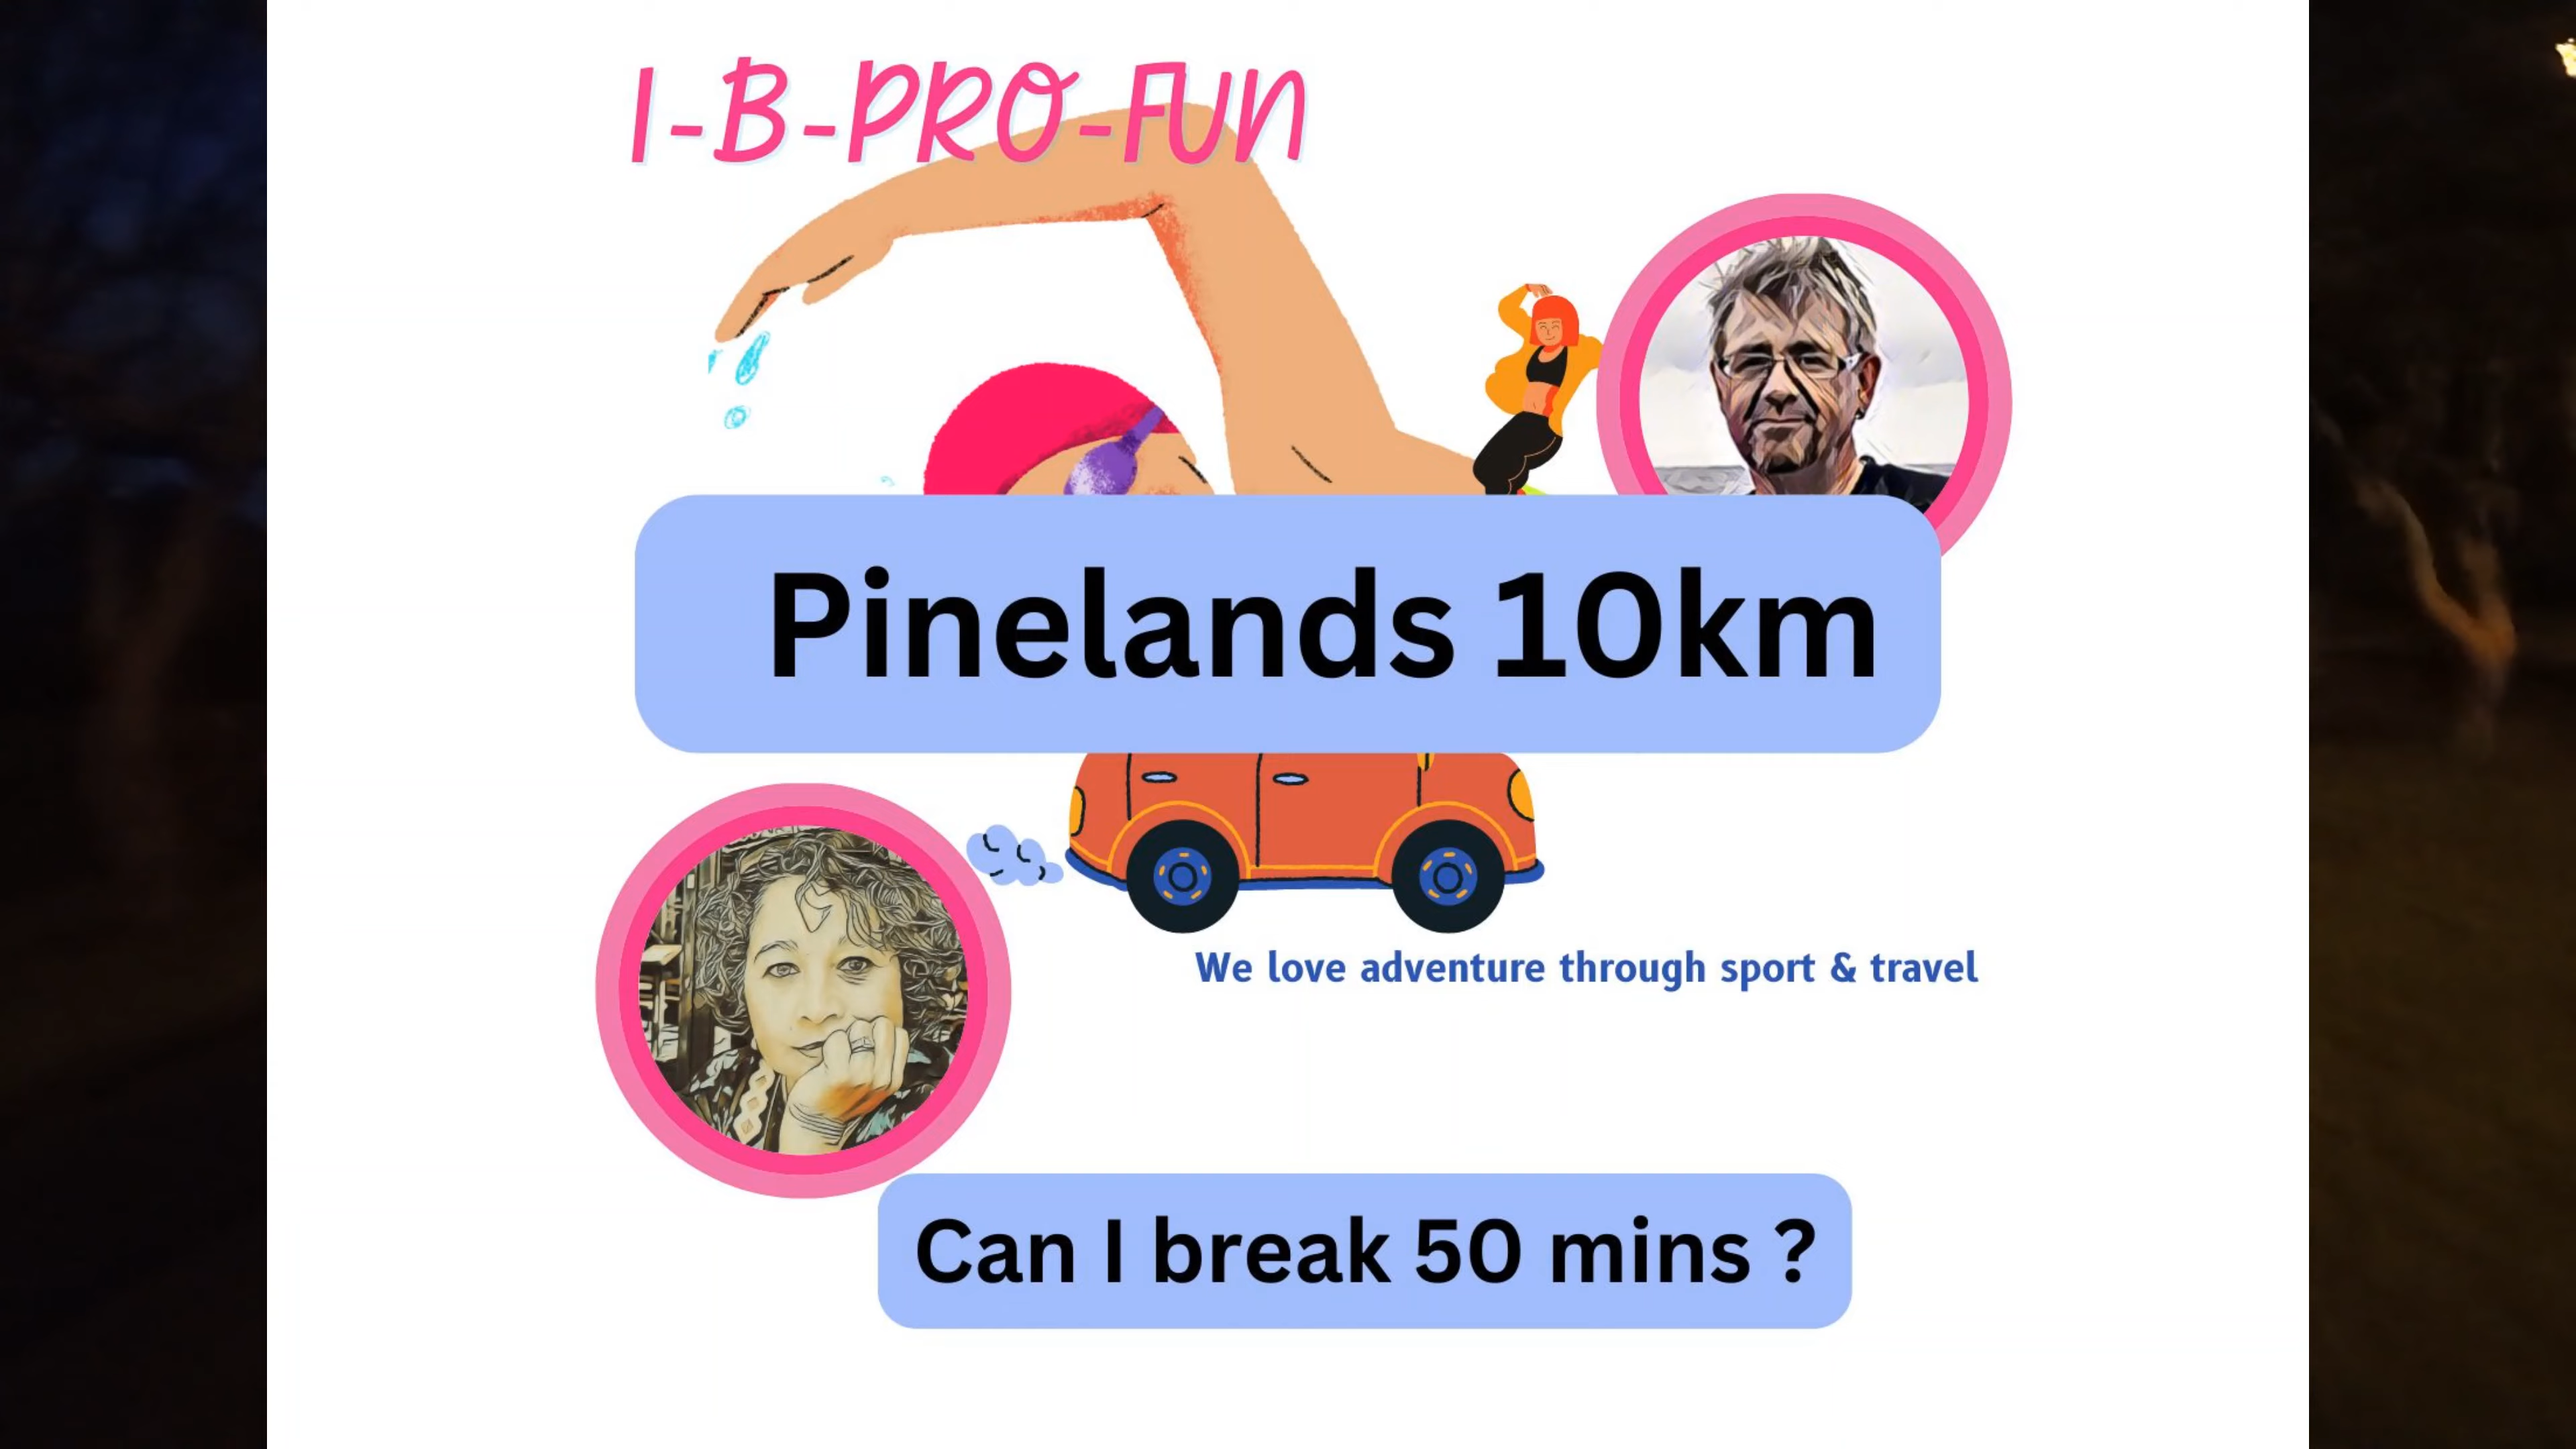 I-B-PRO-FUN
Pinelands 10km
We love adventure through sport & travel
Can I break 50 mins ?